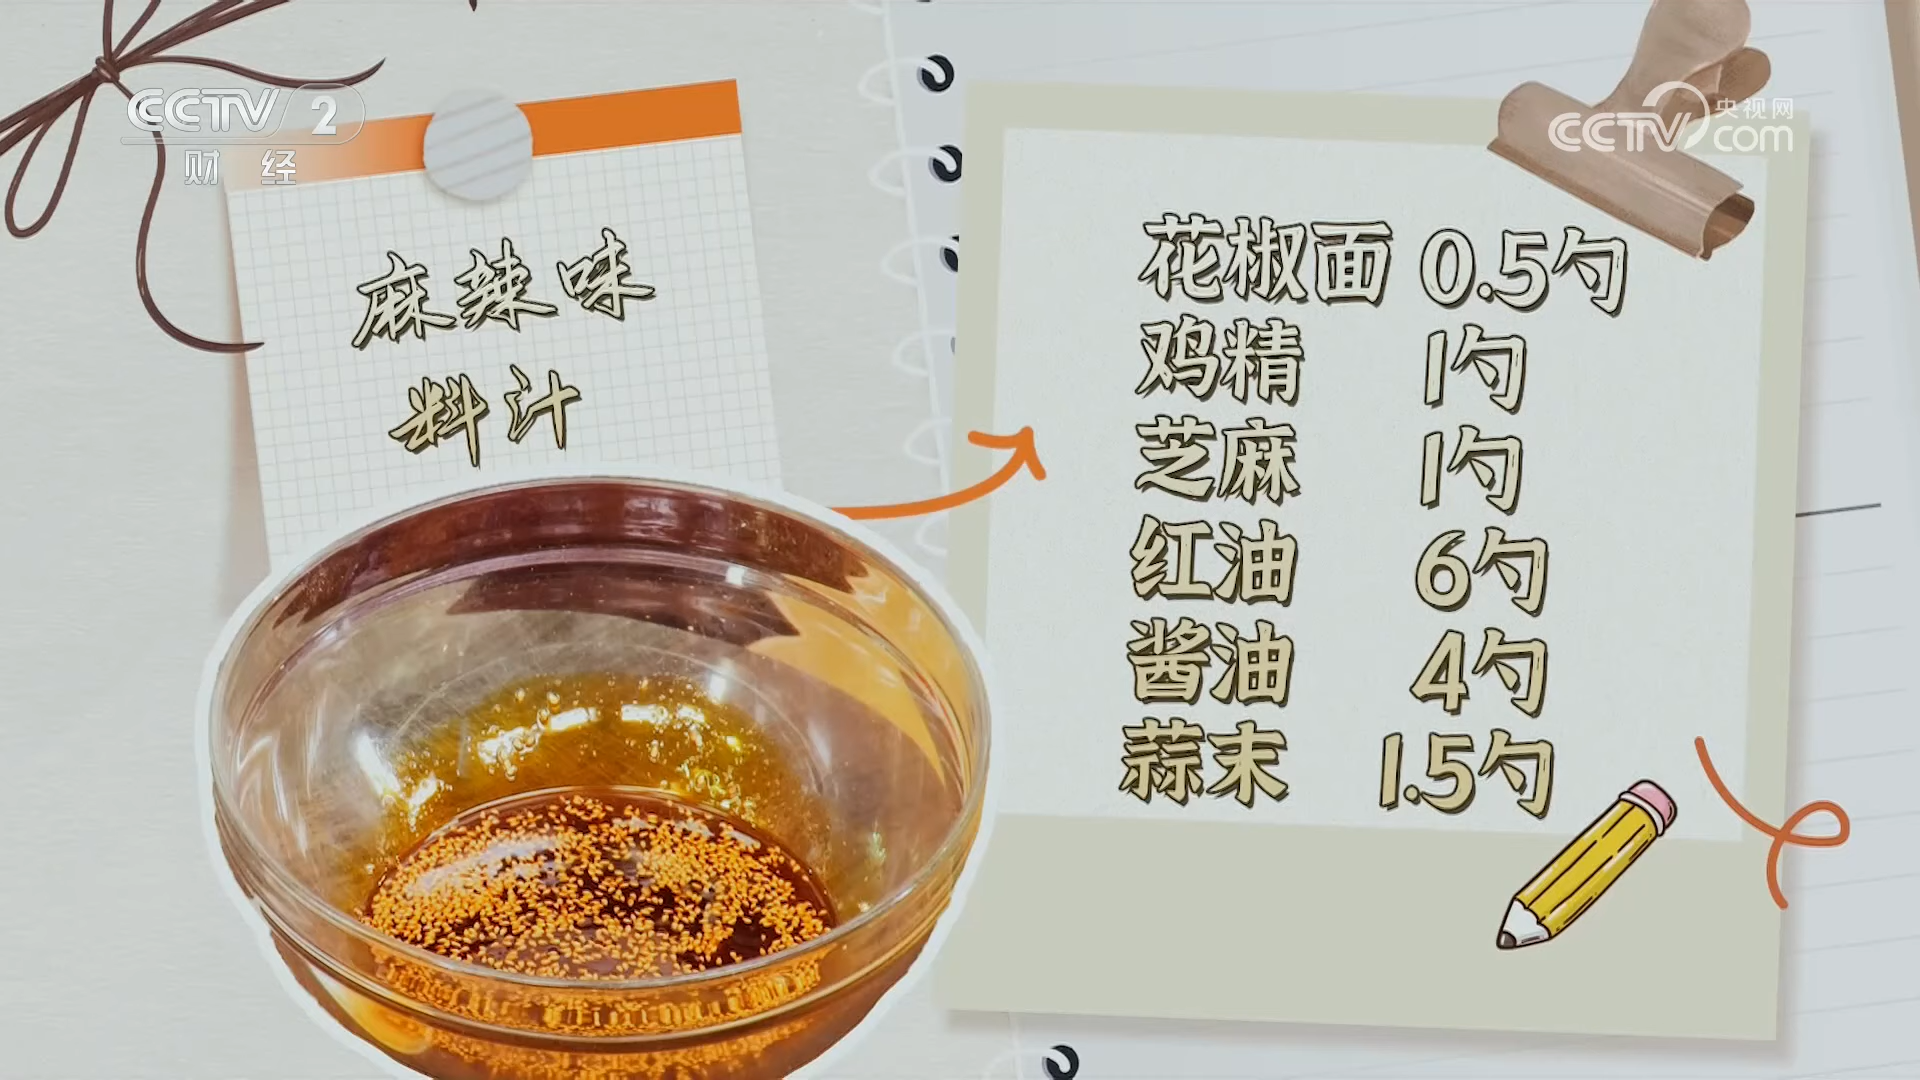 CCTV 2
财经
央视网
CCTV.com
麻辣味
料汁
花椒面 0.5勺
鸡精 1勺
芝麻 1勺
红油 6勺
酱油 4勺
蒜末 1.5勺